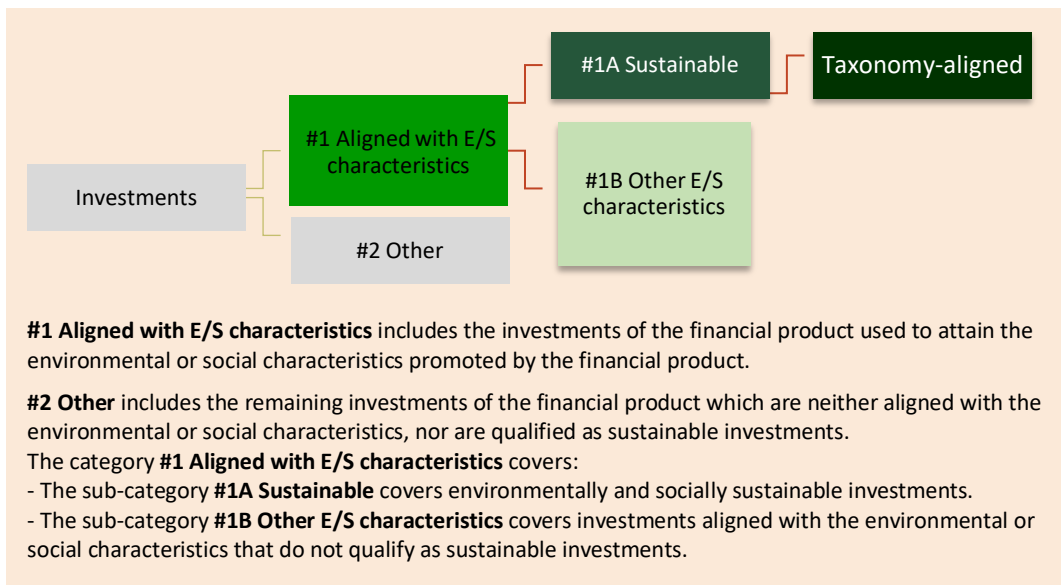 #1A Sustainable
Taxonomy-aligned
#1 Aligned with E/S
characteristics
#1B Other E/S
characteristics
Investments
#2 Other
#1 Aligned with E/S characteristics includes the investments of the financial product used to attain the
environmental or social characteristics promoted by the financial product.
#2 Other includes the remaining investments of the financial product which are neither aligned with the
environmental or social characteristics, nor are qualified as sustainable investments.
The category #1 Aligned with E/S characteristics covers:
- The sub-category #1A Sustainable covers environmentally and socially sustainable investments.
- The sub-category #1B Other E/S characteristics covers investments aligned with the environmental or
social characteristics that do not qualify as sustainable investments.